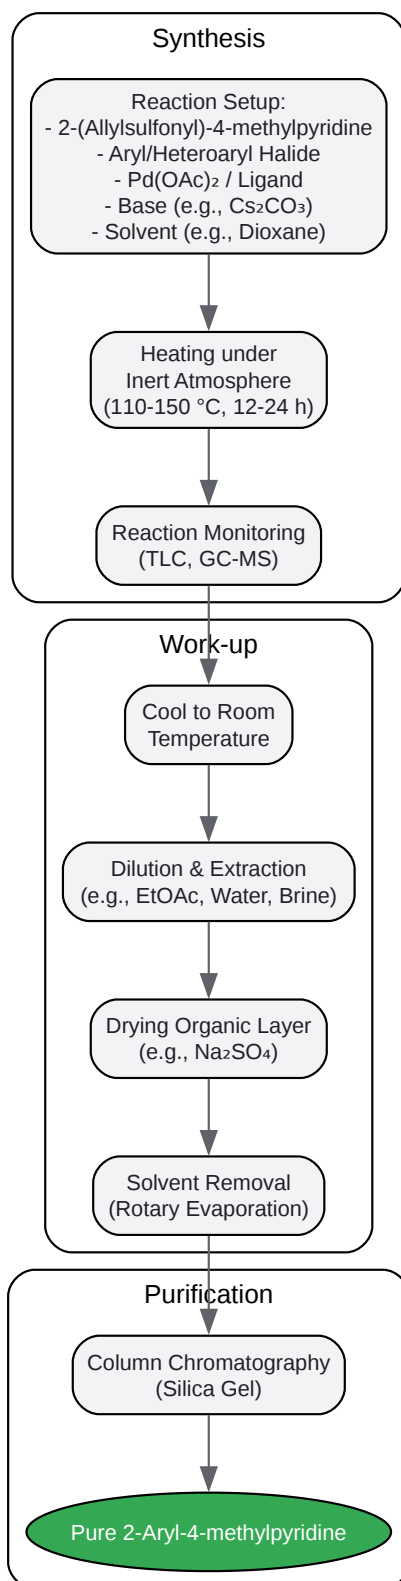 Synthesis
Reaction Setup:
- 2-(Allylsulfonyl)-4-methylpyridine
- Aryl/Heteroaryl Halide
- Pd(OAc)₂ / Ligand
- Base (e.g., Cs₂CO₃)
- Solvent (e.g., Dioxane)
Heating under
Inert Atmosphere
(110-150 °C, 12-24 h)
Reaction Monitoring
(TLC, GC-MS)
Work-up
Cool to Room
Temperature
Dilution & Extraction
(e.g., EtOAc, Water, Brine)
Drying Organic Layer
(e.g., Na₂SO₄)
Solvent Removal
(Rotary Evaporation)
Purification
Column Chromatography
(Silica Gel)
Pure 2-Aryl-4-methylpyridine